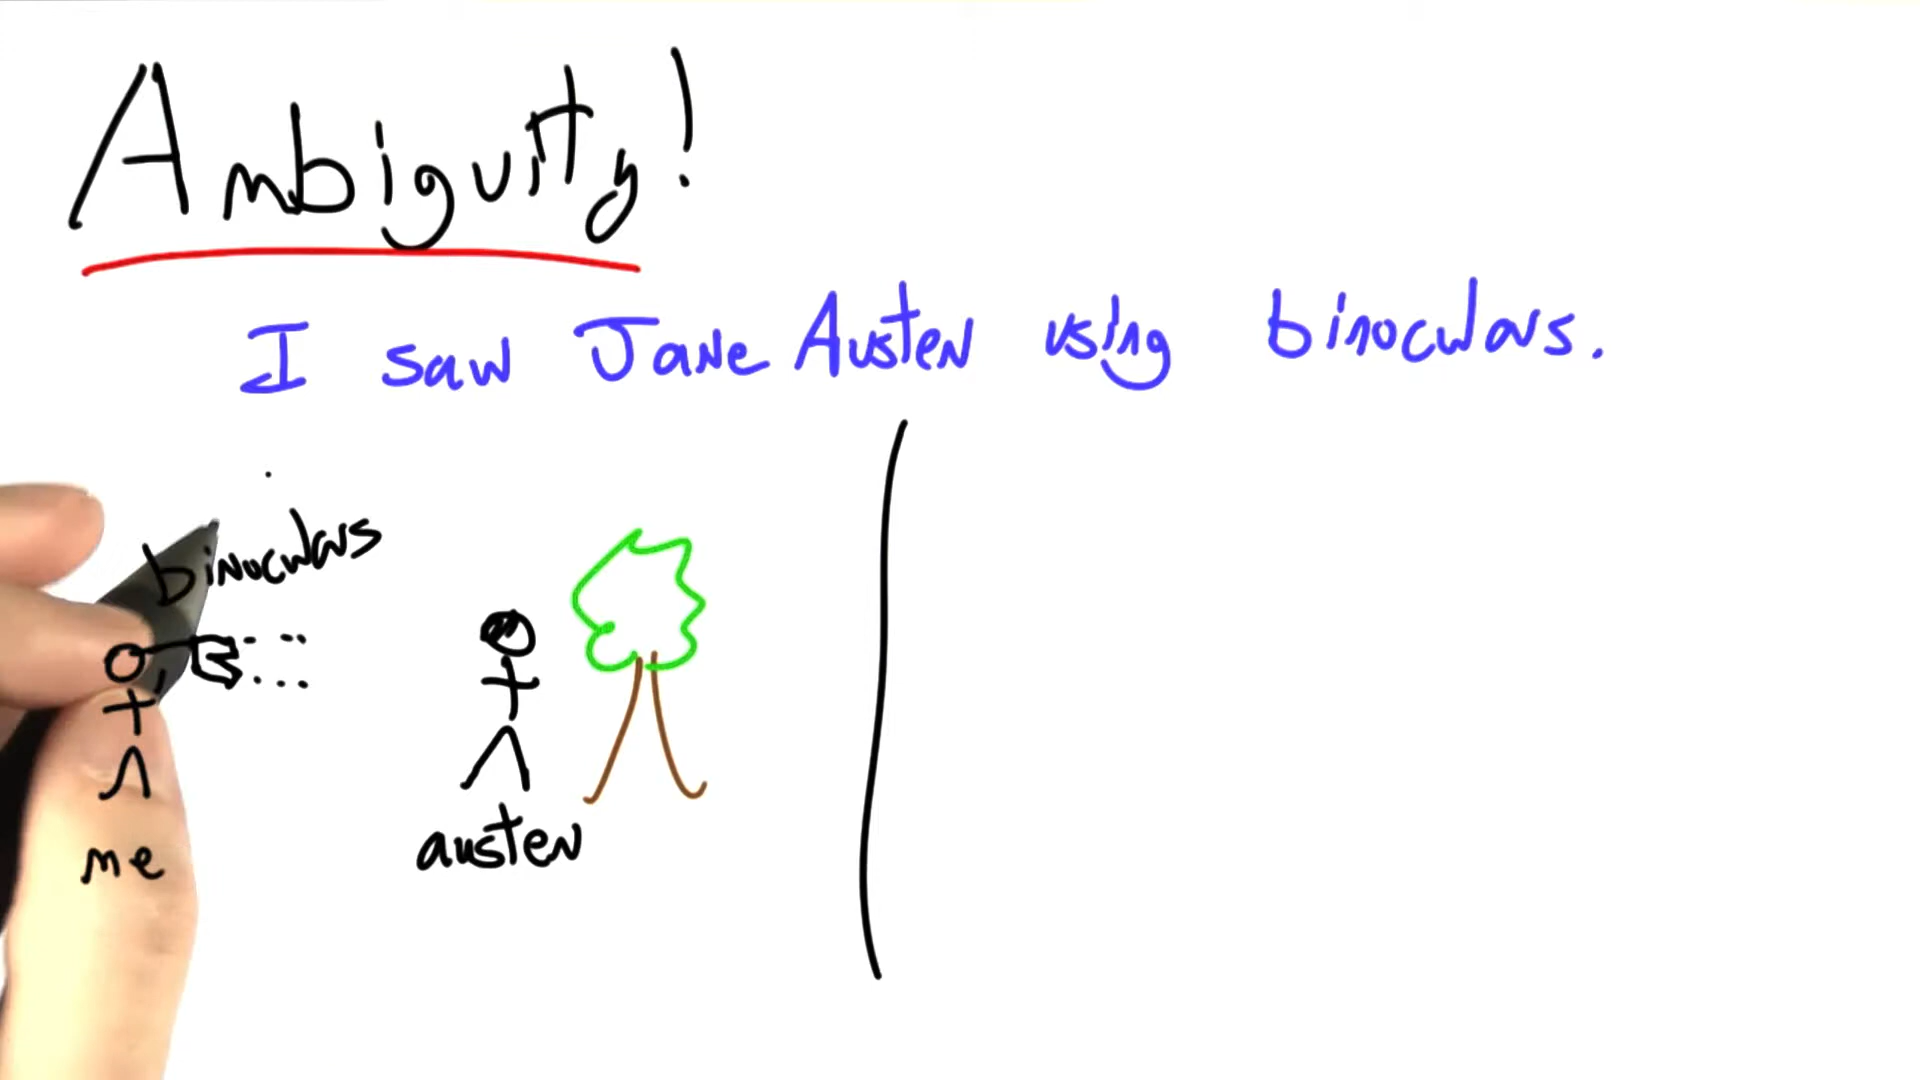 Ambiguity!
I saw Jane Austen using binoculars.
binoculars
me
austen